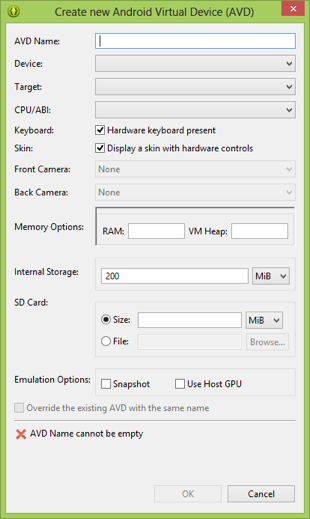 Create new Android Virtual Device (AVD)
AVD Name:
Device:
Target:
CPU/ABI:
Keyboard: Hardware keyboard present
Skin: Display a skin with hardware controls
Front Camera: None
Back Camera: None
Memory Options: RAM: VM Heap:
Internal Storage: 200 MiB
SD Card:
Size: MiB
File: Browse...
Emulation Options: Snapshot Use Host GPU
Override the existing AVD with the same name
AVD Name cannot be empty
OK Cancel